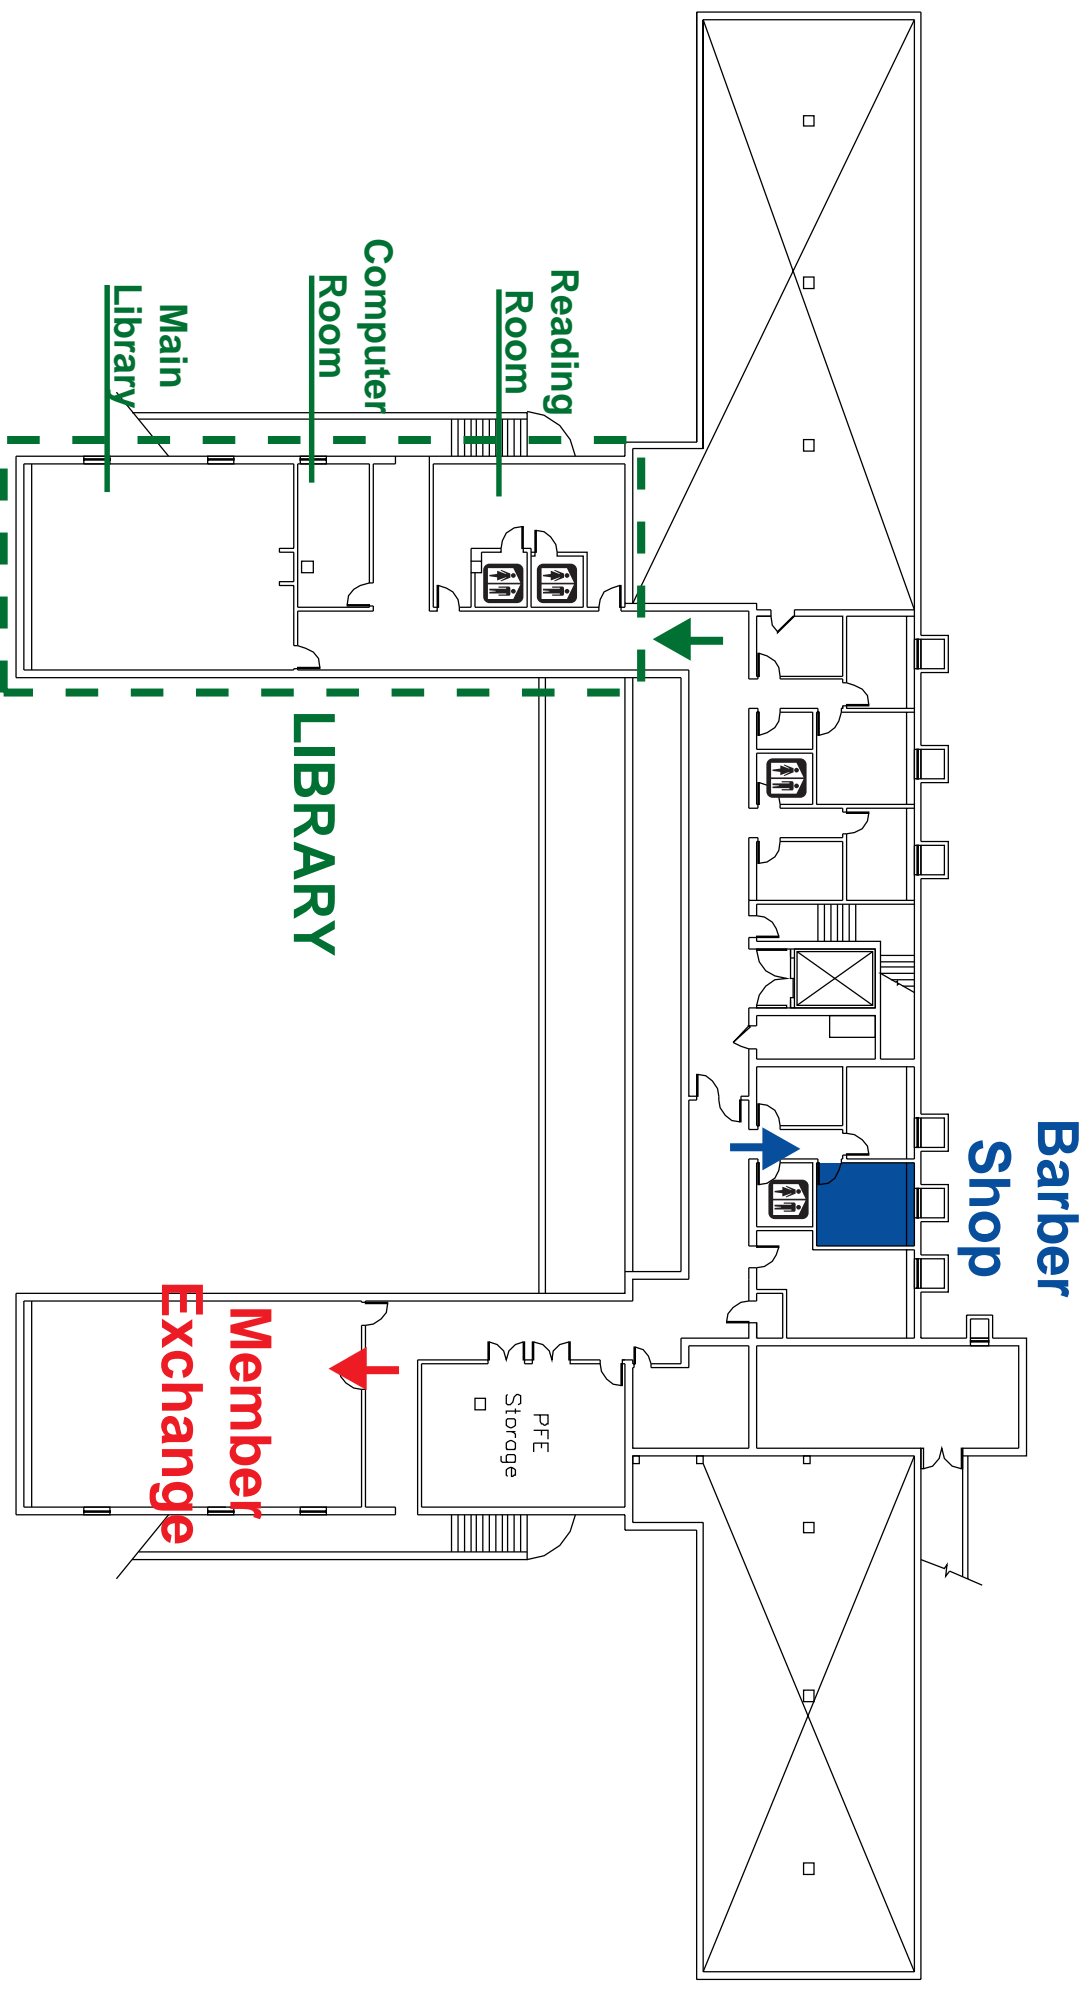 Barber
Shop
Reading
Room
Computer
Room
Main
Library
LIBRARY
Member
Exchange
PFE
Storage